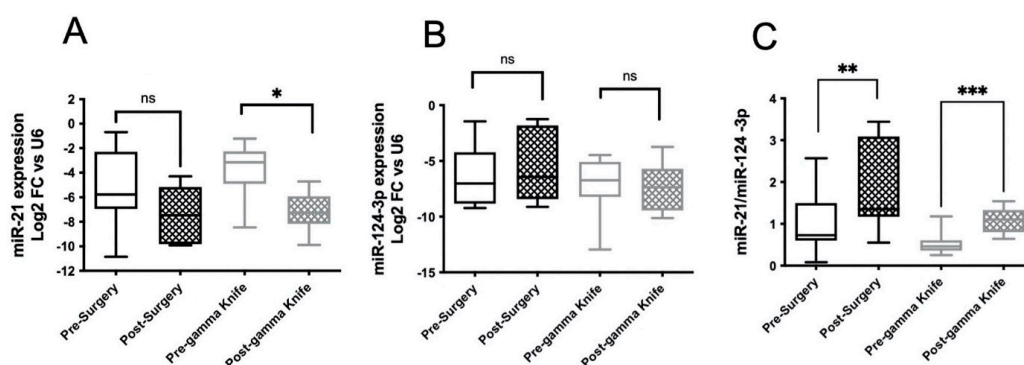 A
miR-21 expression
Log2 FC vs U6
2
0
-2
-4
-6
-8
-10
-12
ns
*
Pre-Surgery
Post-Surgery
Pre-gamma Knife
Post-gamma Knife
B
miR-124-3p expression
Log2 FC vs U6
0
-5
-10
-15
ns
ns
Pre-Surgery
Post-Surgery
Pre-gamma Knife
Post-gamma Knife
C
miR-21/miR-124 -3p
4
3
2
1
0
**
***
Pre-Surgery
Post-Surgery
Pre-gamma Knife
Post-gamma Knife